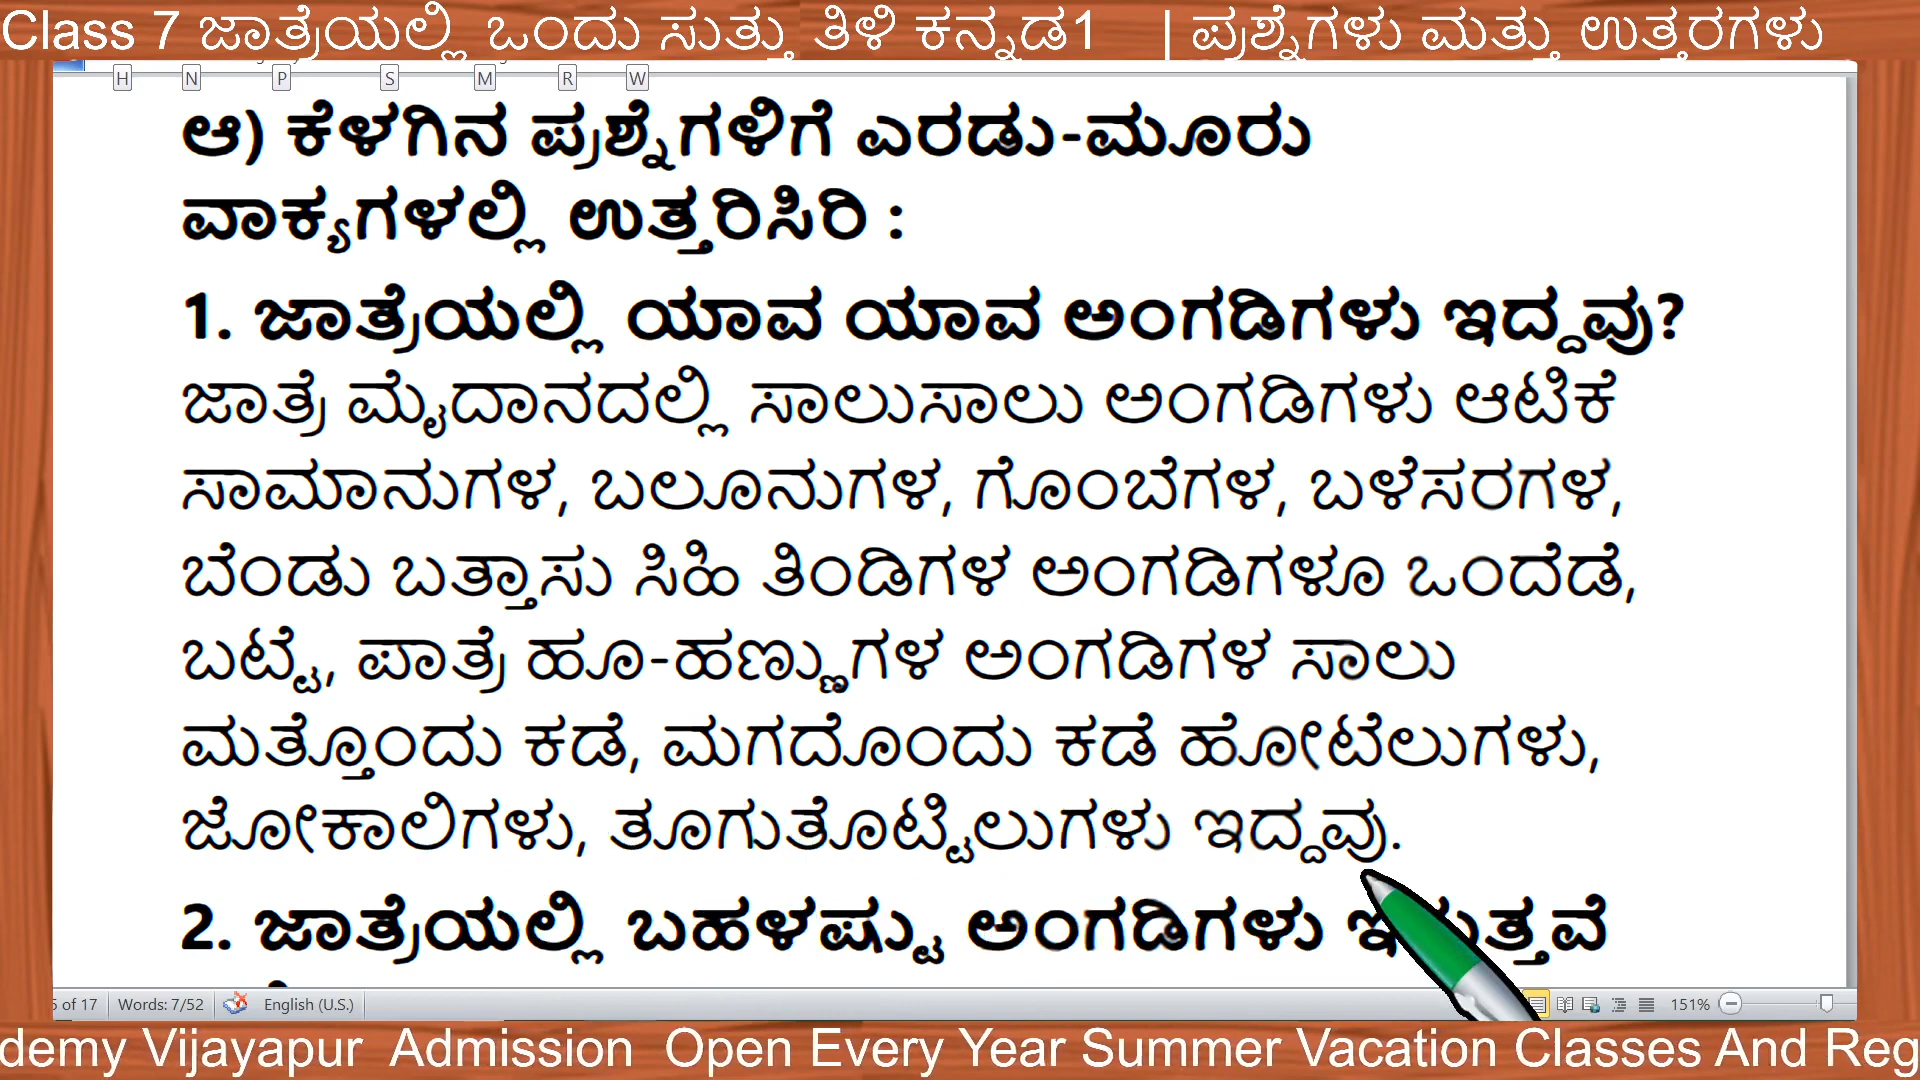 Class 7 ಜಾತ್ರೆಯಲ್ಲಿ ಒಂದು ಸುತ್ತು ತಿಳಿ ಕನ್ನಡ1 | ಪ್ರಶ್ನೆಗಳು ಮತ್ತು ಉತ್ತರಗಳು
H N P S M R W
ಆ) ಕೆಳಗಿನ ಪ್ರಶ್ನೆಗಳಿಗೆ ಎರಡು-ಮೂರು
ವಾಕ್ಯಗಳಲ್ಲಿ ಉತ್ತರಿಸಿರಿ :
1. ಜಾತ್ರೆಯಲ್ಲಿ ಯಾವ ಯಾವ ಅಂಗಡಿಗಳು ಇದ್ದವು?
ಜಾತ್ರೆ ಮೈದಾನದಲ್ಲಿ ಸಾಲುಸಾಲು ಅಂಗಡಿಗಳು ಆಟಿಕೆ
ಸಾಮಾನುಗಳ, ಬಲೂನುಗಳ, ಗೊಂಬೆಗಳ, ಬಳೆಸರಗಳ,
ಬೆಂಡು ಬತ್ತಾಸು ಸಿಹಿ ತಿಂಡಿಗಳ ಅಂಗಡಿಗಳೂ ಒಂದೆಡೆ,
ಬಟ್ಟೆ, ಪಾತ್ರೆ ಹೂ-ಹಣ್ಣುಗಳ ಅಂಗಡಿಗಳ ಸಾಲು
ಮತ್ತೊಂದು ಕಡೆ, ಮಗದೊಂದು ಕಡೆ ಹೋಟೆಲುಗಳು,
ಜೋಕಾಲಿಗಳು, ತೂಗುತೊಟ್ಟಿಲುಗಳು ಇದ್ದವು.
2. ಜಾತ್ರೆಯಲ್ಲಿ ಬಹಳಷ್ಟು ಅಂಗಡಿಗಳು
of 17 Words: 7/52 English (U.S.) 151%
demy Vijayapur Admission Open Every Year Summer Vacation Classes And Reg